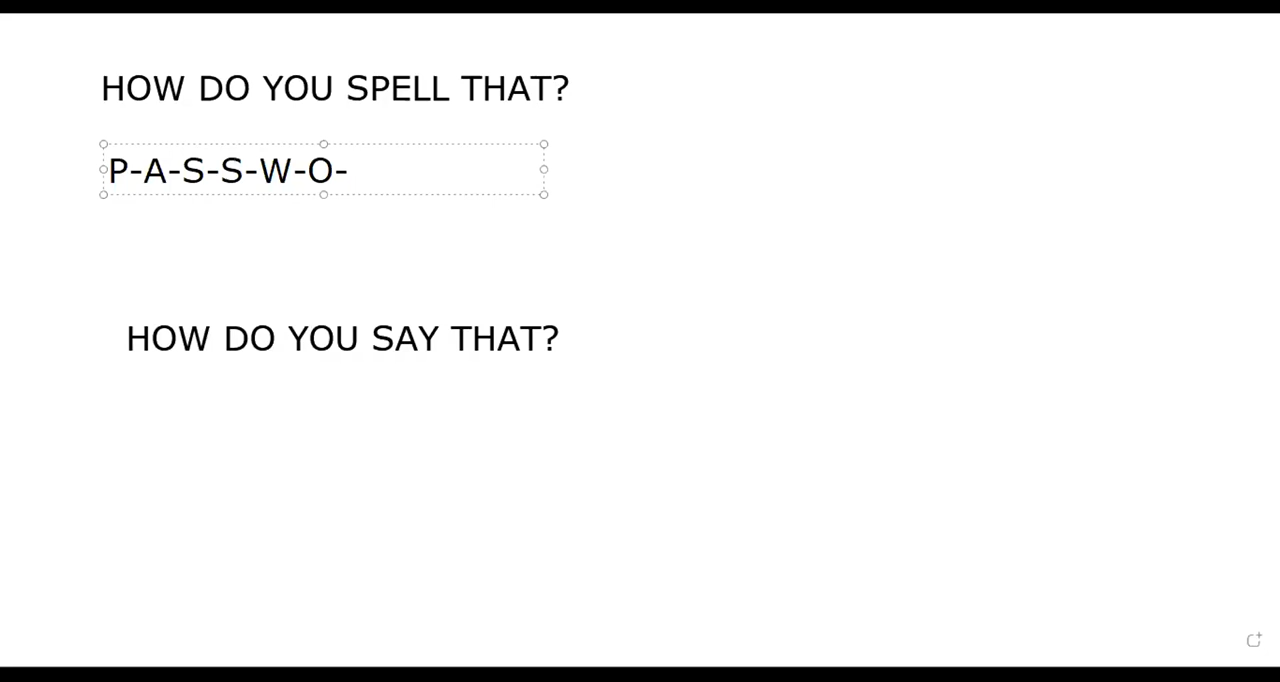 HOW DO YOU SPELL THAT?
P-A-S-S-W-O-
HOW DO YOU SAY THAT?